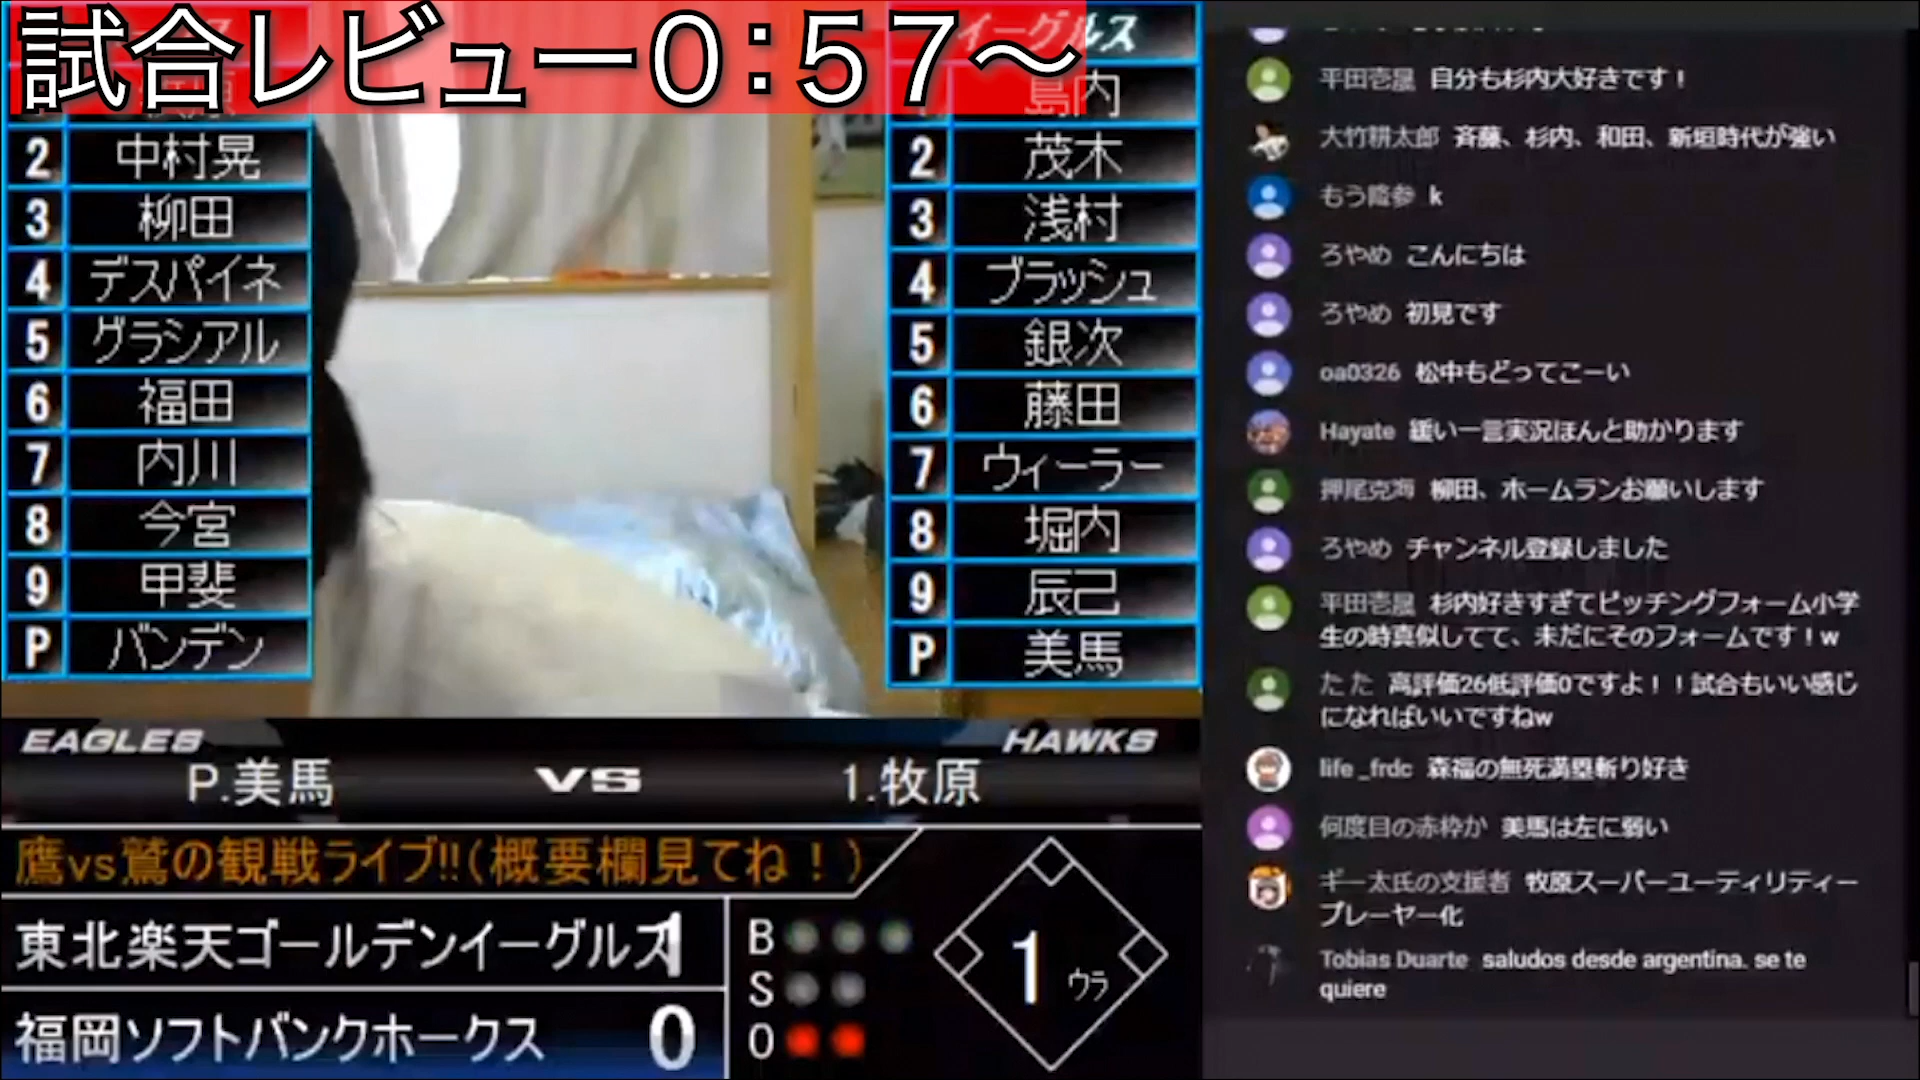 試合レビュー０：５７～
2 中村晃
3 柳田
4 デスパイネ
5 グラシアル
6 福田
7 内川
8 今宮
9 甲斐
P バンデン
イーグルス
島内
2 茂木
3 浅村
4 ブラッシュ
5 銀次
6 藤田
7 ウィーラー
8 堀内
9 辰己
P 美馬
EAGLES
HAWKS
P.美馬 VS 1.牧原
鷹vs鷲の観戦ライブ!!(概要欄見てね！)
東北楽天ゴールデンイーグルス 1
福岡ソフトバンクホークス 0
B
S
O
1 ウラ
自分も杉内大好きです！
大竹耕太郎 斉藤、杉内、和田、新垣時代が強い
もう降参 k
ろやめ こんにちは
ろやめ 初見です
oa0326 松中もどってこーい
Hayate 緩い一言実況ほんと助かります
押尾克海 柳田、ホームランお願いします
ろやめ チャンネル登録しました
杉内好きすぎてピッチングフォーム小学
生の時真似してて、未だにそのフォームです！w
たた 高評価26低評価0ですよ！！試合もいい感じ
になればいいですねw
life _frdc 森福の無死満塁斬り好き
何度目の赤枠か 美馬は左に弱い
ギー太氏の支援者 牧原スーパーユーティリティー
プレーヤー化
Tobias Duarte saludos desde argentina. se te
quiere